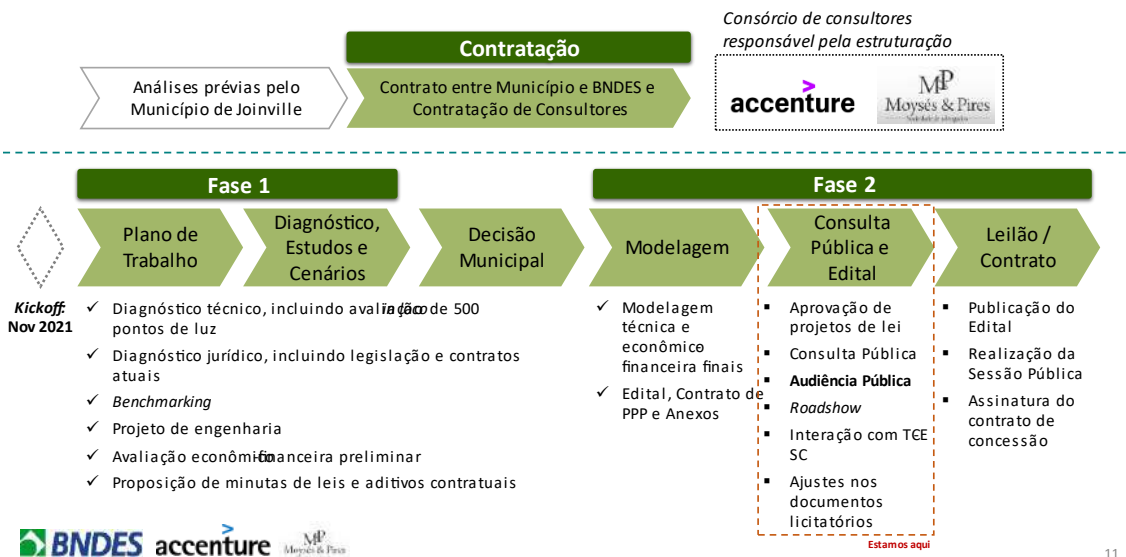 Consórcio de consultores
responsável pela estruturação
Contratação
Análises prévias pelo
Município de Joinville
Contrato entre Município e BNDES e
Contratação de Consultores
accenture
MP
Moysés & Pires
Fase 1
Fase 2
Plano de
Trabalho
Diagnóstico,
Estudos e
Cenários
Decisão
Municipal
Modelagem
Consulta
Pública e
Edital
Leilão /
Contrato
Kickoff:
Nov 2021
✓ Diagnóstico técnico, incluindo avaliação in loco de 500
pontos de luz
✓ Diagnóstico jurídico, incluindo legislação e contratos
atuais
✓ Benchmarking
✓ Projeto de engenharia
✓ Avaliação econômico-financeira preliminar
✓ Proposição de minutas de leis e aditivos contratuais
✓ Modelagem
técnica e
econômico-
financeira finais
✓ Edital, Contrato de
PPP e Anexos
▪ Aprovação de
projetos de lei
▪ Consulta Pública
▪ Audiência Pública
▪ Roadshow
▪ Interação com TCE-
SC
▪ Ajustes nos
documentos
licitatórios
▪ Publicação do
Edital
▪ Realização da
Sessão Pública
▪ Assinatura do
contrato de
concessão
Estamos aqui
BNDES
accenture
MP
Moysés & Pires
11